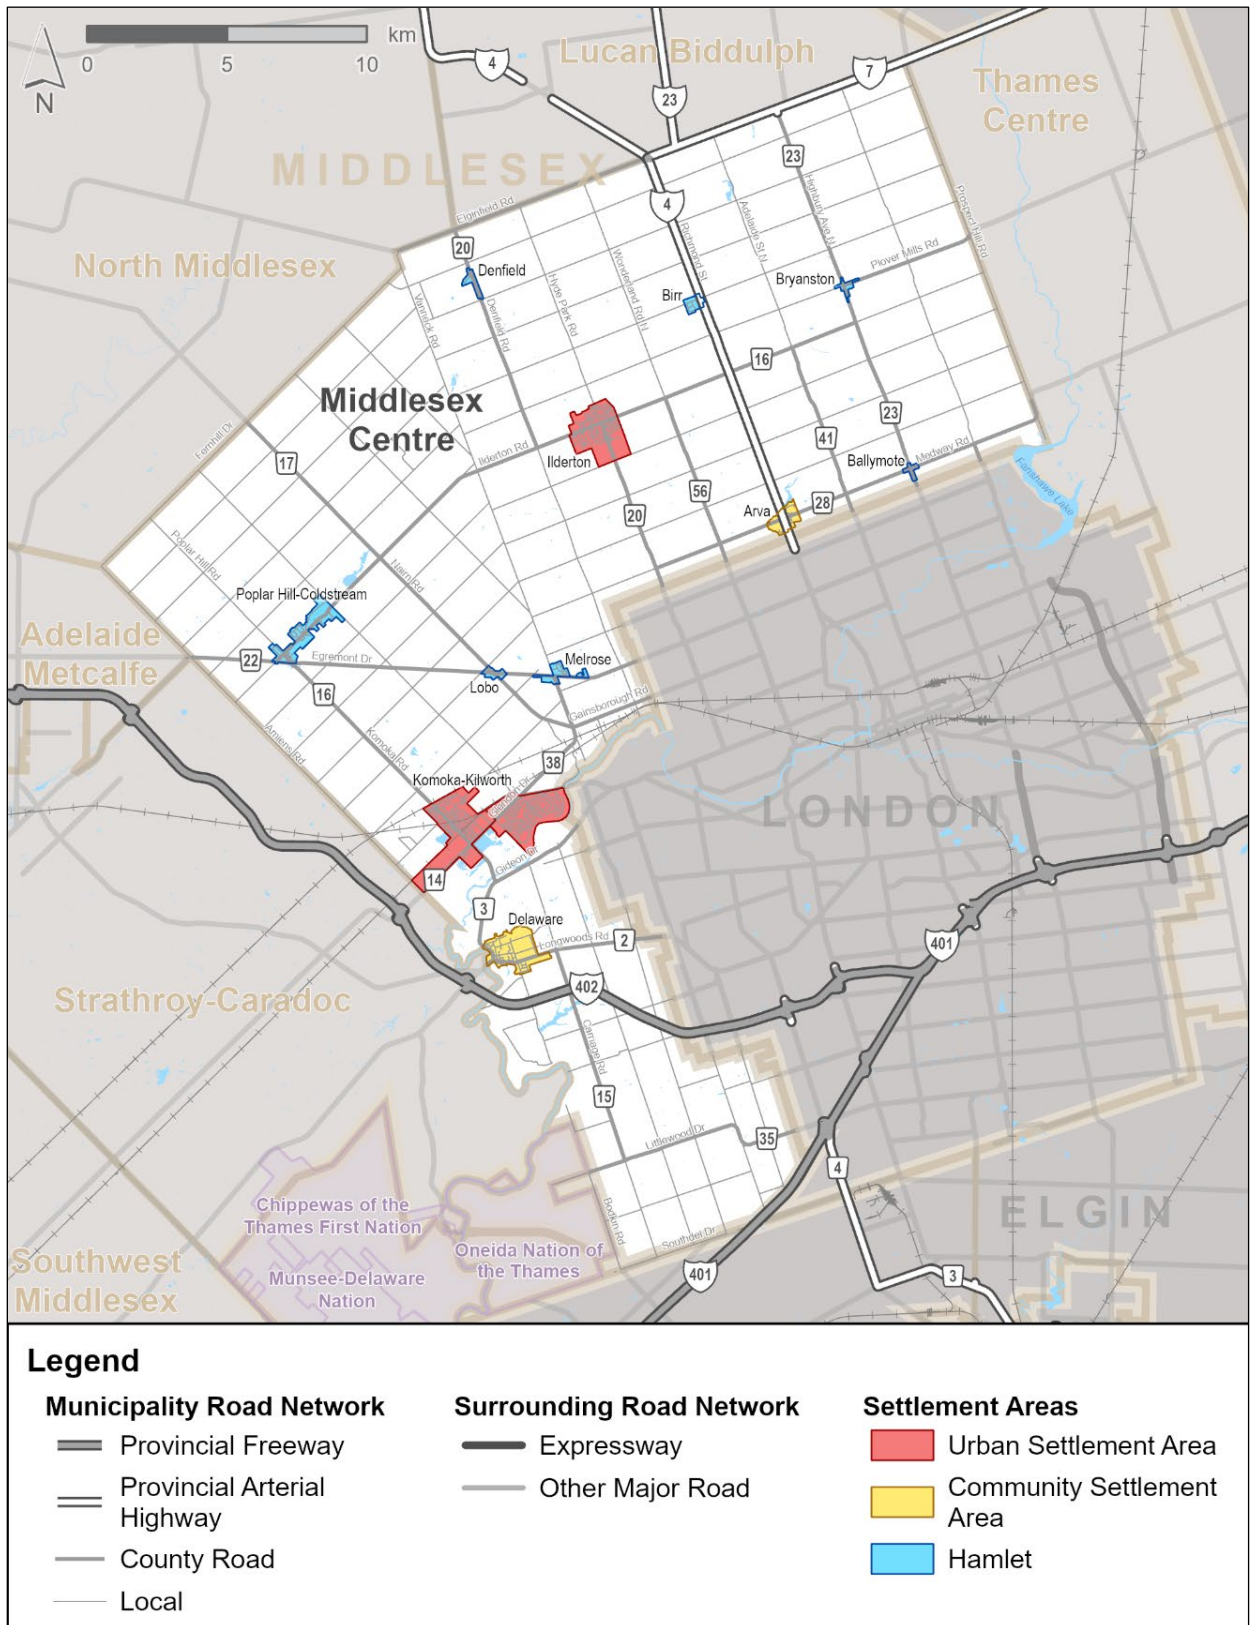 km
0 5 10
N
4
Lucan Biddulph
7
23
Thames
Centre
MIDDLESEX
23
Elginfield Rd
4
Highbury Ave N
Adelaide St N
Prospect Hill Rd
Richmond St
20
Wonderland Rd N
Plover Mills Rd
North Middlesex
Denfield
Hyde Park Rd
Bryanston
Birr
Vanneck Rd
Denfield Rd
16
Middlesex
Centre
23
Fernhill Dr
41
Ilderton Rd
Medway Rd
17
Ilderton
Ballymote
Fanshawe Lake
56
28
20
Arva
Poplar Hill Rd
Nairn Rd
Poplar Hill-Coldstream
Adelaide
Metcalfe
22
Egremont Dr
Melrose
Lobo
16
Gainsborough Rd
Amiens Rd
Komoka Rd
38
Komoka-Kilworth
Glendon Dr
LONDON
Gideon Dr
14
3
Delaware
Longwoods Rd
2
401
402
Strathroy-Caradoc
Carriage Rd
15
Littlewood Dr
35
4
Chippewas of the
Thames First Nation
Bodkin Rd
ELGIN
Southdel Dr
Oneida Nation of
the Thames
Southwest
Middlesex
Munsee-Delaware
Nation
401
3
Legend
Municipality Road Network
Provincial Freeway
Provincial Arterial
Highway
County Road
Local
Surrounding Road Network
Expressway
Other Major Road
Settlement Areas
Urban Settlement Area
Community Settlement
Area
Hamlet